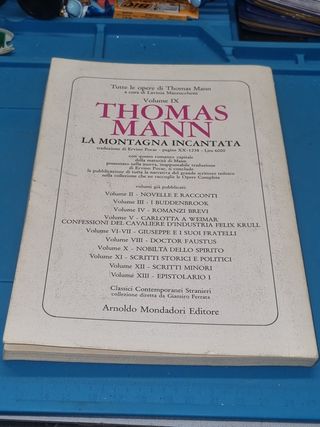 Tutte le opere di Thomas Mann
a cura di Lavinia Mazzucchetti
Volume IX
THOMAS
MANN
LA MONTAGNA INCANTATA
traduzione di Ervino Pocar - pagine XX-1238 - Lire 6000
con questo romanzo capitale
della maturità di Mann
presentato nella nuova, impareggiabile traduzione
di Ervino Pocar, si conclude
la pubblicazione di tutta la narrativa del grande scrittore tedesco
nella collezione che ne raccoglie le Opere Complete
volumi già pubblicati
Volume II - NOVELLE E RACCONTI
Volume III - I BUDDENBROOK
Volume IV - ROMANZI BREVI
Volume V - CARLOTTA A WEIMAR
CONFESSIONI DEL CAVALIERE D'INDUSTRIA FELIX KRULL
Volume VI-VII - GIUSEPPE E I SUOI FRATELLI
Volume VIII - DOCTOR FAUSTUS
Volume X - NOBILTÀ DELLO SPIRITO
Volume XI - SCRITTI STORICI E POLITICI
Volume XII - SCRITTI MINORI
Volume XIII - EPISTOLARIO I
Classici Contemporanei Stranieri
collezione diretta da Giansiro Ferrata
Arnoldo Mondadori Editore